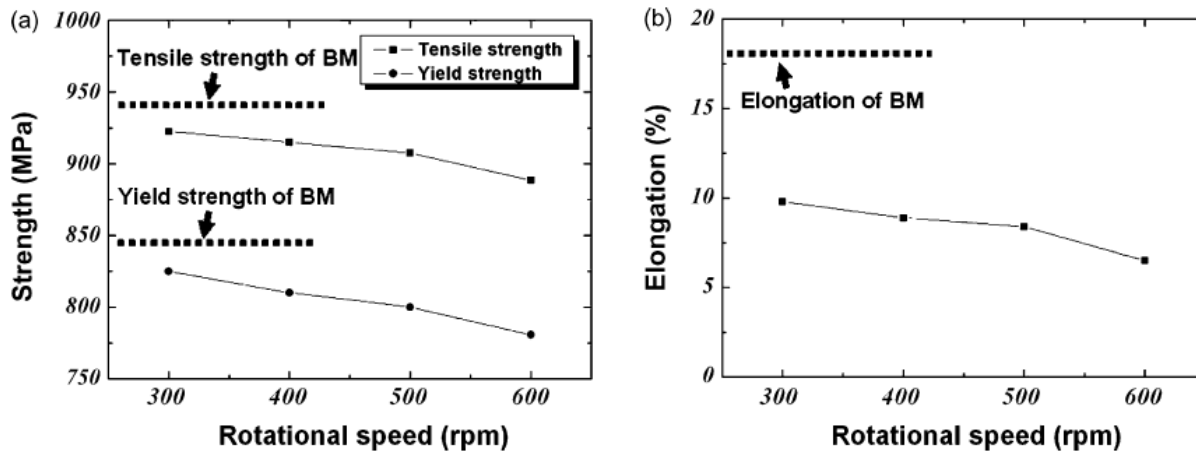 (a)
1000
950
900
850
800
750
Strength (MPa)
Tensile strength of BM
Tensile strength
Yield strength
Yield strength of BM
300 400 500 600
Rotational speed (rpm)
(b)
20
15
10
5
0
Elongation (%)
Elongation of BM
300 400 500 600
Rotational speed (rpm)